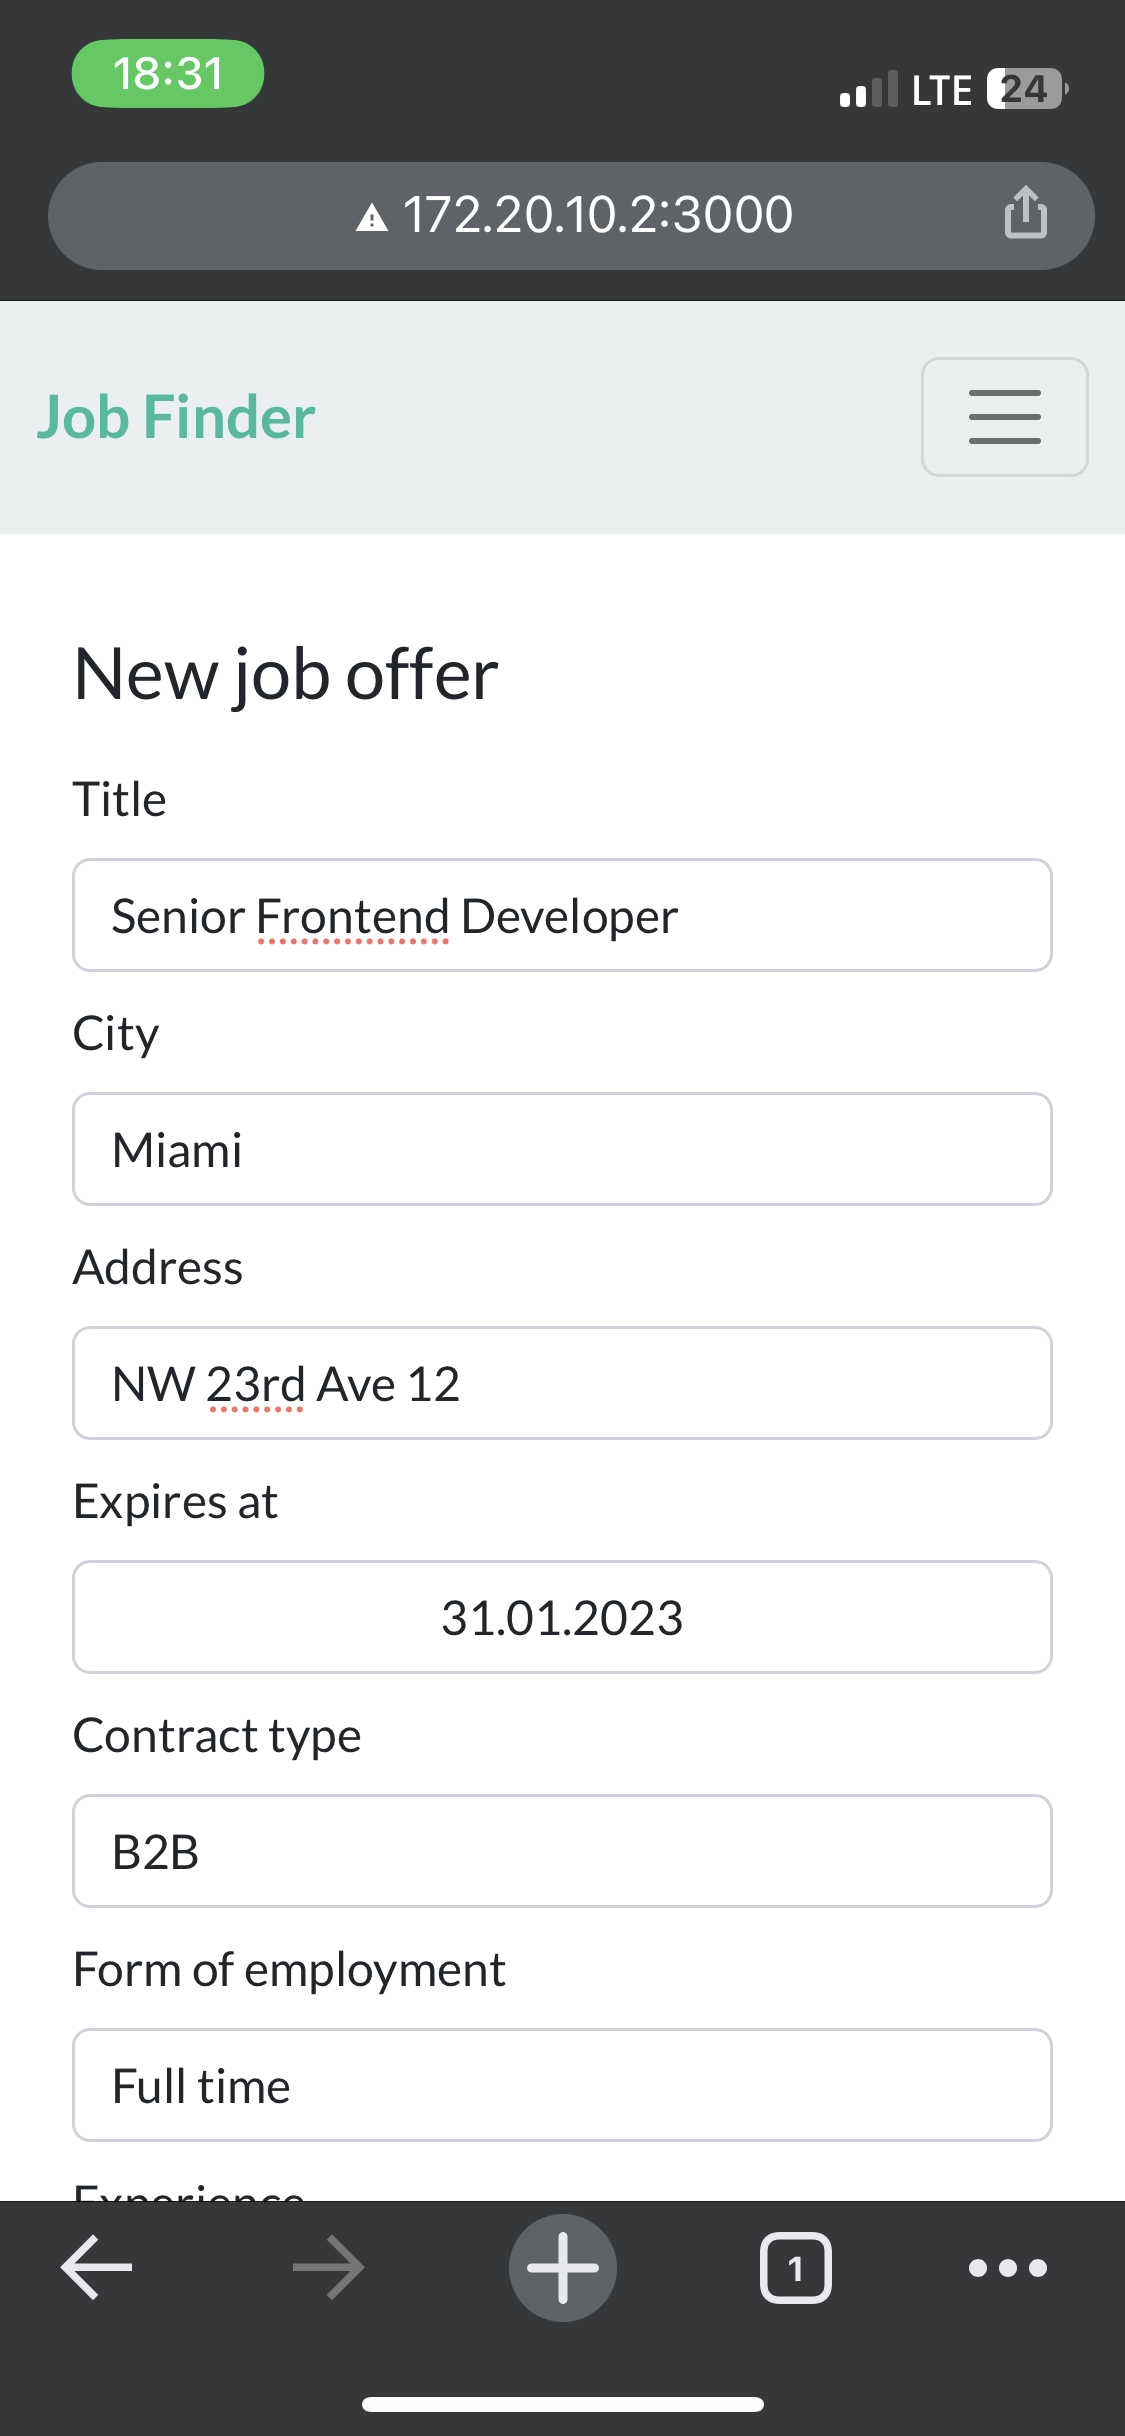 18:31
LTE 24
172.20.10.2:3000
Job Finder
New job offer
Title
Senior Frontend Developer
City
Miami
Address
NW 23rd Ave 12
Expires at
31.01.2023
Contract type
B2B
Form of employment
Full time
Experience
1